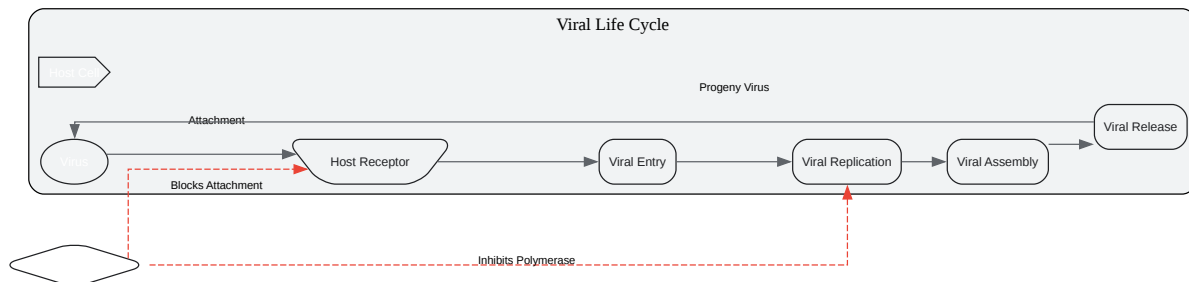 Viral Life Cycle
Host Cell
Progeny Virus
Attachment
Viral Release
Virus
Host Receptor
Viral Entry
Viral Replication
Viral Assembly
Blocks Attachment
Inhibits Polymerase